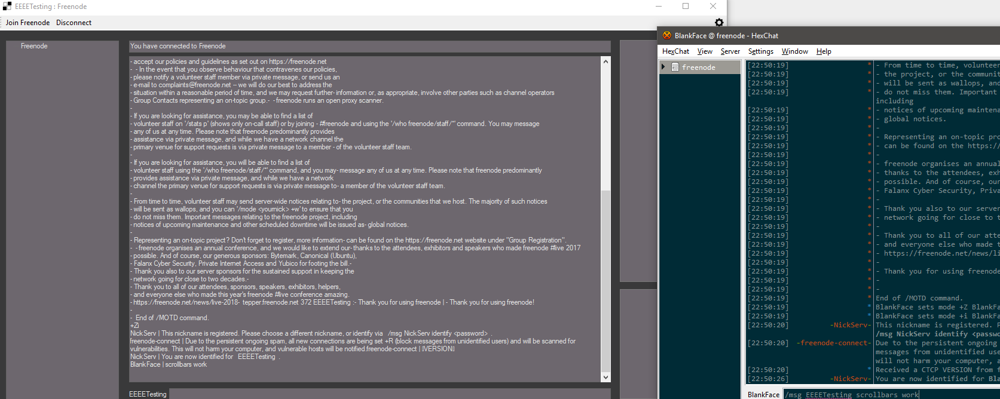 EEEETesting : Freenode
Join Freenode Disconnect
Freenode
You have connected to Freenode
- accept our policies and guidelines as set out on https://freenode.net
- - In the event that you observe behaviour that contravenes our policies,
- please notify a volunteer staff member via private message, or send us an
- e-mail to complaints@freenode.net -- we will do our best to address the
- situation within a reasonable period of time, and we may request further- information or, as appropriate, involve other parties such as channel operators
- Group Contacts representing an on-topic group.- - freenode runs an open proxy scanner.
-
- If you are looking for assistance, you may be able to find a list of
- volunteer staff on '/stats p' (shows only on-call staff) or by joining - #freenode and using the '/who freenode/staff/*' command. You may message
- any of us at any time. Please note that freenode predominantly provides
- assistance via private message, and while we have a network channel the
- primary venue for support requests is via private message to a member - of the volunteer staff team.
-
- If you are looking for assistance, you will be able to find a list of
- volunteer staff using the '/who freenode/staff/*' command, and you may- message any of us at any time. Please note that freenode predominantly
- provides assistance via private message, and while we have a network
- channel the primary venue for support requests is via private message to- a member of the volunteer staff team.
-
- From time to time, volunteer staff may send server-wide notices relating to- the project, or the communities that we host. The majority of such notices
- will be sent as wallops, and you can '/mode <yournick> +w' to ensure that you
- do not miss them. Important messages relating to the freenode project, including
- notices of upcoming maintenance and other scheduled downtime will be issued as- global notices.
-
- Representing an on-topic project? Don't forget to register, more information- can be found on the https://freenode.net website under "Group Registration".
- - freenode organises an annual conference, and we would like to extend our- thanks to the attendees, exhibitors and speakers who made freenode #live 2017
- possible. And of course, our generous sponsors: Bytemark, Canonical (Ubuntu),
- Falanx Cyber Security, Private Internet Access and Yubico for footing the bill.-
- Thank you also to our server sponsors for the sustained support in keeping the
- network going for close to two decades.-
- Thank you to all of our attendees, sponsors, speakers, exhibitors, helpers,
- and everyone else who made this year's freenode #live conference amazing.
- https://freenode.net/news/live-2018- tepper.freenode.net 372 EEEETesting :- Thank you for using freenode | - Thank you for using freenode!
-
- End of /MOTD command.
+Zi
NickServ | This nickname is registered. Please choose a different nickname, or identify via /msg NickServ identify <password> .
freenode-connect | Due to the persistent ongoing spam, all new connections are being set +R (block messages from unidentified users) and will be scanned for
vulnerabilities. This will not harm your computer, and vulnerable hosts will be notified.freenode-connect | VERSION
NickServ | You are now identified for EEEETesting .
BlankFace | scrollbars work
EEEETesting
BlankFace @ freenode - HexChat
HexChat View Server Settings Window Help
freenode
[22:50:19] * - From time to time, volunteer
[22:50:19] * - the project, or the communit
[22:50:19] * - will be sent as wallops, and
[22:50:19] * - do not miss them. Important
including
[22:50:19] * - notices of upcoming maintena
[22:50:19] * - global notices.
[22:50:19] * -
[22:50:19] * - Representing an on-topic pro
[22:50:19] * - can be found on the https://
[22:50:19] * -
[22:50:19] * - freenode organises an annual
[22:50:19] * - thanks to the attendees, exh
[22:50:19] * - possible. And of course, our
[22:50:19] * - Falanx Cyber Security, Priva
[22:50:19] * -
[22:50:19] * - Thank you also to our server
[22:50:19] * - network going for close to t
[22:50:19] * -
[22:50:19] * - Thank you to all of our atte
[22:50:19] * - and everyone else who made t
[22:50:19] * - https://freenode.net/news/li
[22:50:19] * -
[22:50:19] * - Thank you for using freenode
[22:50:19] * -
[22:50:19] * -
[22:50:19] * End of /MOTD command.
[22:50:19] * BlankFace sets mode +Z BlankFa
[22:50:19] * BlankFace sets mode +i BlankFa
[22:50:20] -NickServ- This nickname is registered. P
/msg NickServ identify <passwo
[22:50:20] -freenode-connect- Due to the persistent ongoing
messages from unidentified use
will not harm your computer, a
[22:50:20] * Received a CTCP VERSION from f
[22:50:26] -NickServ- You are now identified for Bla
BlankFace /msg EEEETesting scrollbars work